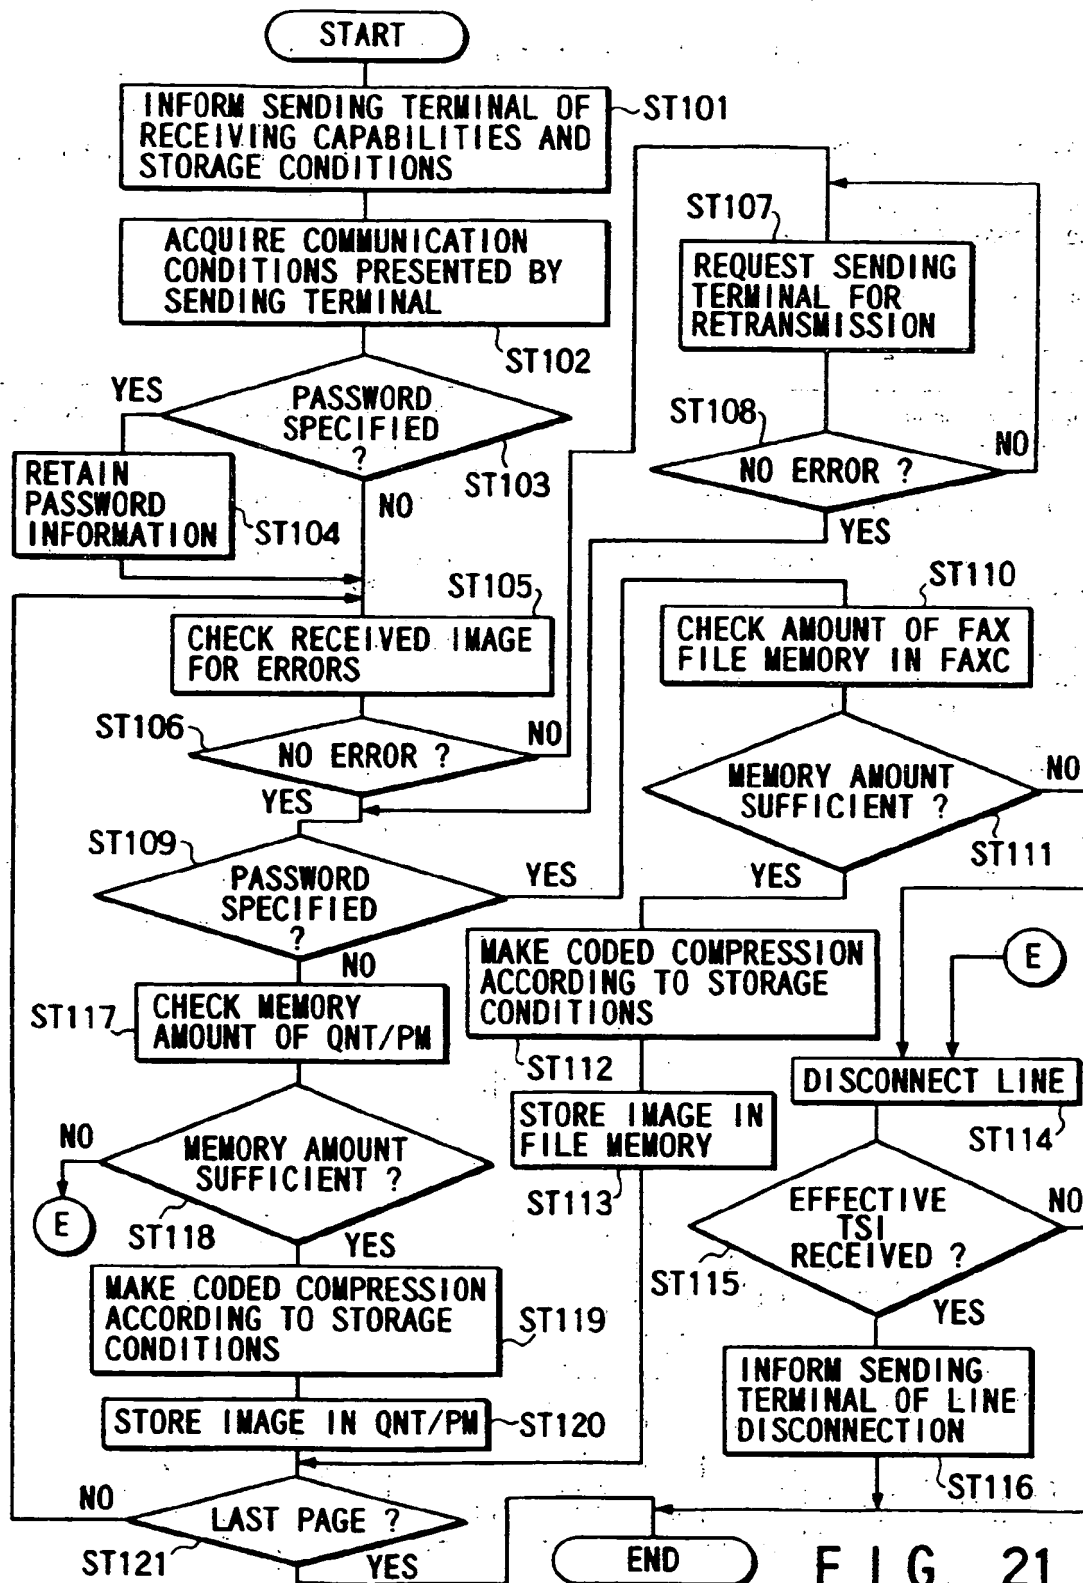 START
INFORM SENDING TERMINAL OF
RECEIVING CAPABILITIES AND
STORAGE CONDITIONS
ST101
ACQUIRE COMMUNICATION
CONDITIONS PRESENTED BY
SENDING TERMINAL
ST102
PASSWORD
SPECIFIED
?
YES
ST103
NO
RETAIN
PASSWORD
INFORMATION
ST104
ST105
CHECK RECEIVED IMAGE
FOR ERRORS
ST106
NO ERROR ?
NO
YES
ST107
REQUEST SENDING
TERMINAL FOR
RETRANSMISSION
ST108
NO ERROR ?
NO
YES
ST109
PASSWORD
SPECIFIED
?
YES
NO
ST110
CHECK AMOUNT OF FAX
FILE MEMORY IN FAXC
MEMORY AMOUNT
SUFFICIENT ?
NO
ST111
YES
MAKE CODED COMPRESSION
ACCORDING TO STORAGE
CONDITIONS
ST112
STORE IMAGE IN
FILE MEMORY
ST113
E
DISCONNECT LINE
ST114
EFFECTIVE
TSI
RECEIVED ?
NO
ST115
YES
INFORM SENDING
TERMINAL OF LINE
DISCONNECTION
ST116
ST117
CHECK MEMORY
AMOUNT OF QNT/PM
MEMORY AMOUNT
SUFFICIENT ?
NO
E
ST118
YES
MAKE CODED COMPRESSION
ACCORDING TO STORAGE
CONDITIONS
ST119
STORE IMAGE IN QNT/PM
ST120
LAST PAGE ?
NO
ST121
YES
END
FIG. 21